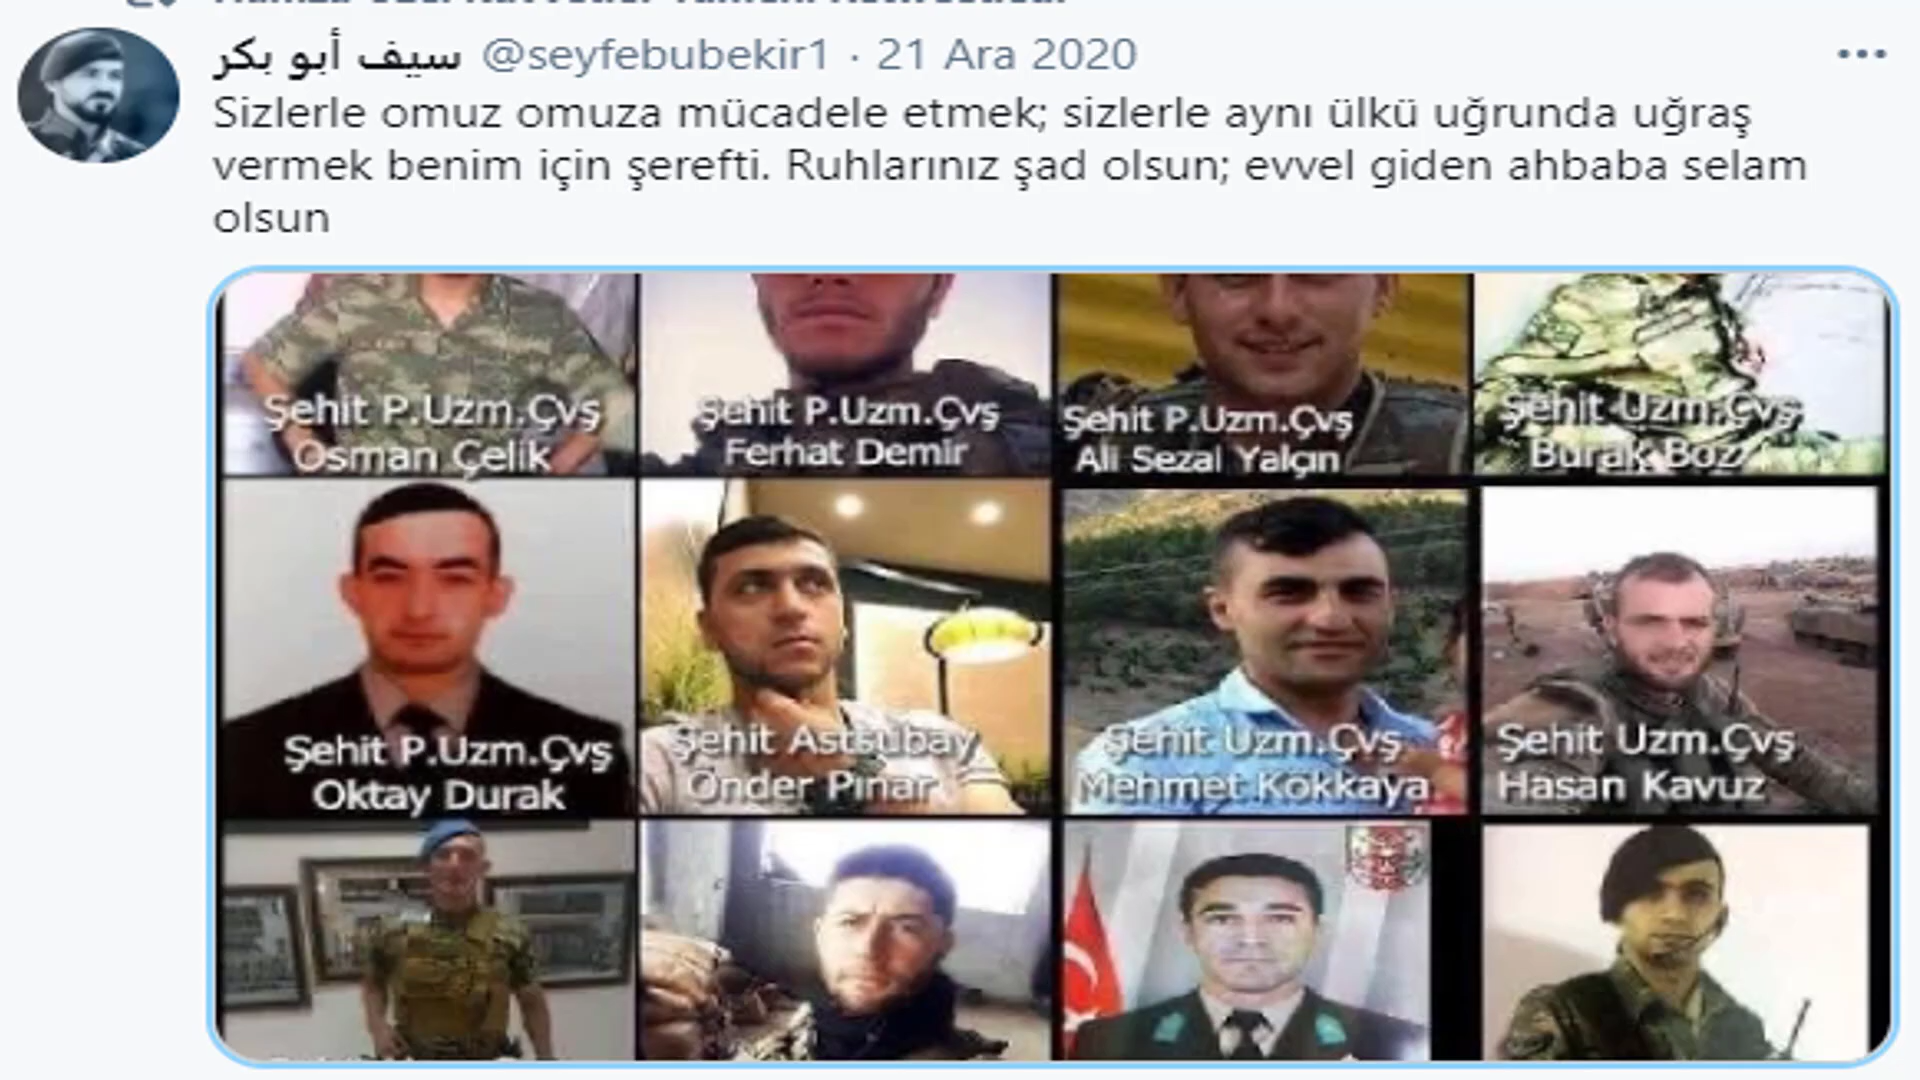 سيف أبو بكر @seyfebubekir1 · 21 Ara 2020
Sizlerle omuz omuza mücadele etmek; sizlerle aynı ülkü uğrunda uğraş
vermek benim için şerefti. Ruhlarınız şad olsun; evvel giden ahbaba selam
olsun
Şehit P.Uzm.Çvş
Osman Çelik
Şehit P.Uzm.Çvş
Ferhat Demir
Şehit P.Uzm.Çvş
Ali Sezai Yalçın
Şehit Uzm.Çvş
Burak Boz
Şehit P.Uzm.Çvş
Oktay Durak
Şehit Astsubay
Önder Pınar
Şehit Uzm.Çvş
Mehmet Kökkaya
Şehit Uzm.Çvş
Hasan Kavuz